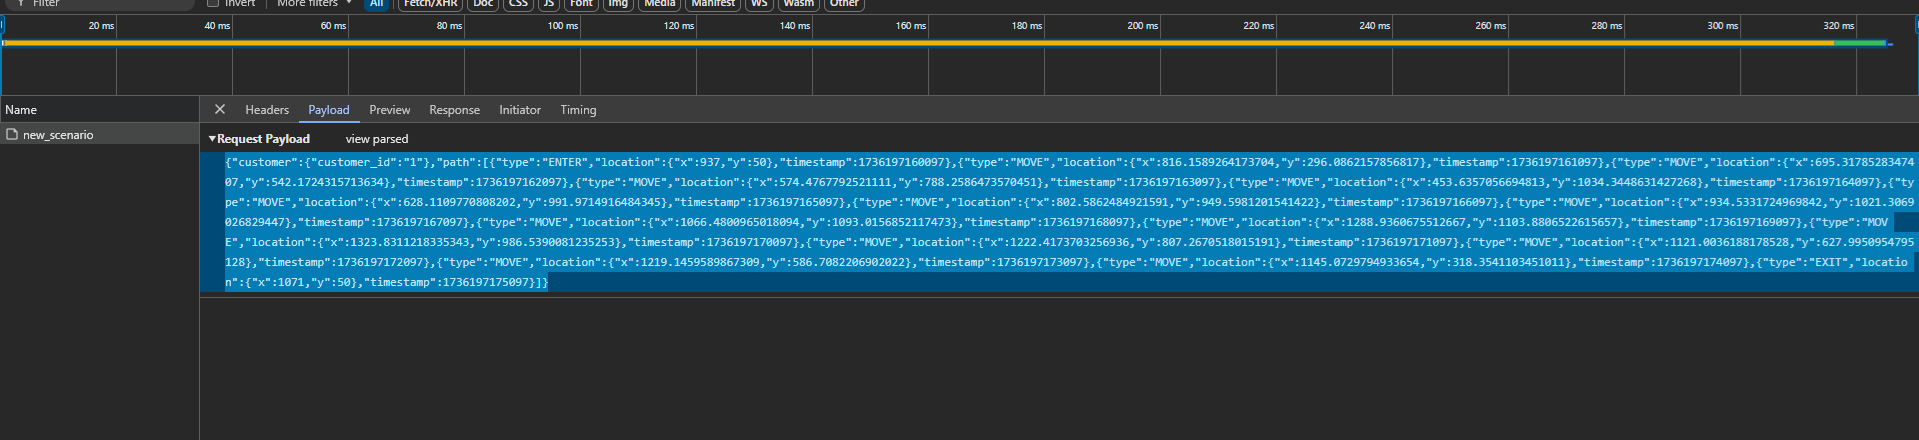 Filter Invert More filters All Fetch/XHR Doc CSS JS Font Img Media Manifest WS Wasm Other
20 ms 40 ms 60 ms 80 ms 100 ms 120 ms 140 ms 160 ms 180 ms 200 ms 220 ms 240 ms 260 ms 280 ms 300 ms 320 ms
Name
Headers Payload Preview Response Initiator Timing
new_scenario
Request Payload view parsed
{"customer":{"customer_id":"1"},"path":[{"type":"ENTER","location":{"x":937,"y":50},"timestamp":1736197160097},{"type":"MOVE","location":{"x":816.1589264173704,"y":296.0862157856817},"timestamp":1736197161097},{"type":"MOVE","location":{"x":695.31785283474
07,"y":542.1724315713634},"timestamp":1736197162097},{"type":"MOVE","location":{"x":574.4767792521111,"y":788.2586473570451},"timestamp":1736197163097},{"type":"MOVE","location":{"x":453.6357056694813,"y":1034.3448631427268},"timestamp":1736197164097},{"ty
pe":"MOVE","location":{"x":628.1109770808202,"y":991.9714916484345},"timestamp":1736197165097},{"type":"MOVE","location":{"x":802.5862484921591,"y":949.5981201541422},"timestamp":1736197166097},{"type":"MOVE","location":{"x":934.5331724969842,"y":1021.3069
026829447},"timestamp":1736197167097},{"type":"MOVE","location":{"x":1066.4800965018094,"y":1093.0156852117473},"timestamp":1736197168097},{"type":"MOVE","location":{"x":1288.9360675512667,"y":1103.8806522615657},"timestamp":1736197169097},{"type":"MOV
E","location":{"x":1323.8311218335343,"y":986.5390081235253},"timestamp":1736197170097},{"type":"MOVE","location":{"x":1222.4173703256936,"y":807.2670518015191},"timestamp":1736197171097},{"type":"MOVE","location":{"x":1121.0036188178528,"y":627.9950954795
128},"timestamp":1736197172097},{"type":"MOVE","location":{"x":1219.1459589867309,"y":586.7082206902022},"timestamp":1736197173097},{"type":"MOVE","location":{"x":1145.0729794933654,"y":318.3541103451011},"timestamp":1736197174097},{"type":"EXIT","locatio
n":{"x":1071,"y":50},"timestamp":1736197175097}]}